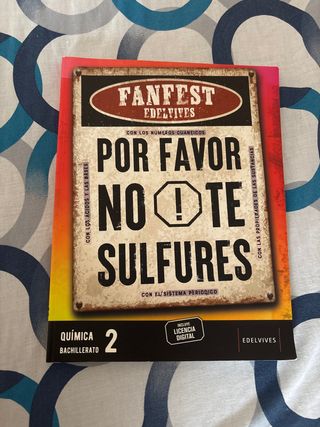 FANFEST
EDELVIVES
CON LOS NÚMEROS CUÁNTICOS
POR FAVOR
NO ! TE
SULFURES
CON LOS ÁCIDOS Y LAS BASES
CON LAS PROPIEDADES DE LAS SUSTANCIAS
CON EL SISTEMA PERIÓDICO
QUÍMICA
BACHILLERATO 2
INCLUYE
LICENCIA
DIGITAL
EDELVIVES